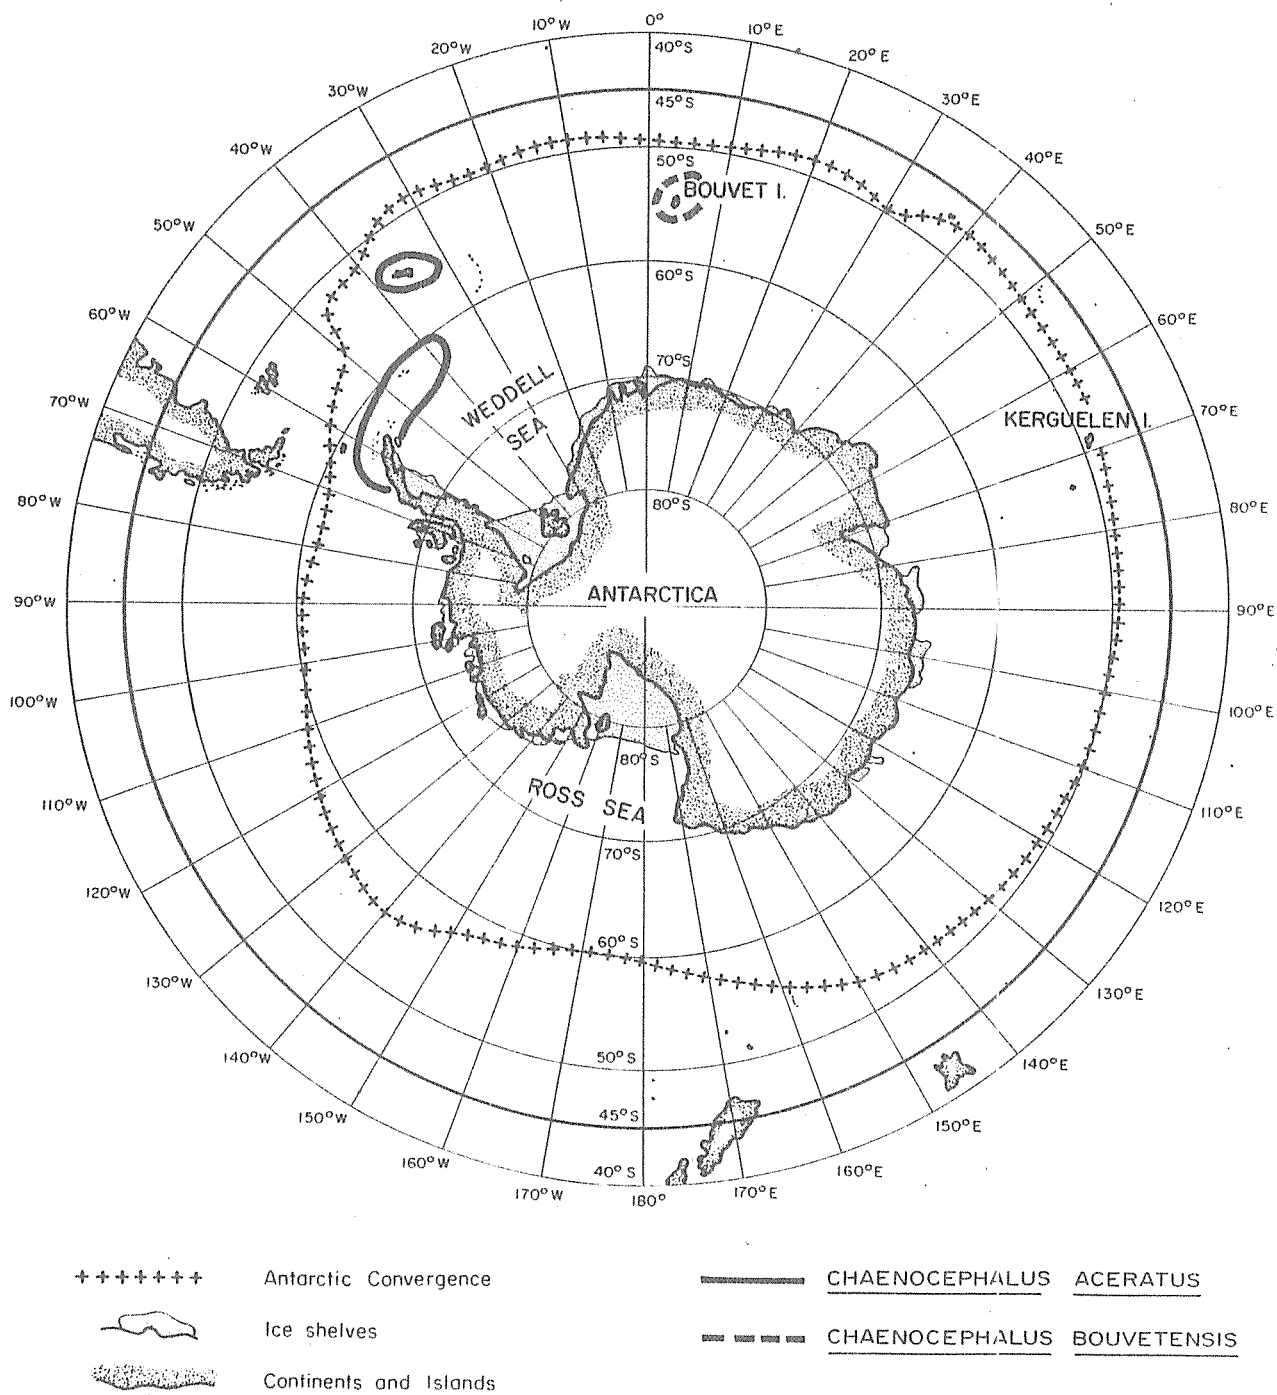 0°
10°W 10°E
40°S
20°W 20°E
30°W 45°S 30°E
40°W 50°S 40°E
BOUVET I.
50°W 50°E
60°S
60°W 60°E
70°S
WEDDELL
SEA
70°W KERGUELEN I. 70°E
80°W 80°S 80°E
ANTARCTICA
90°W 90°E
100°W 100°E
80°S
ROSS SEA
110°W 110°E
70°S
120°W 120°E
60°S
130°W 130°E
140°W 50°S 140°E
150°W 45°S 150°E
160°W 40°S 160°E
170°W 180° 170°E
Antarctic Convergence
Ice shelves
Continents and Islands
CHAENOCEPHALUS ACERATUS
CHAENOCEPHALUS BOUVETENSIS